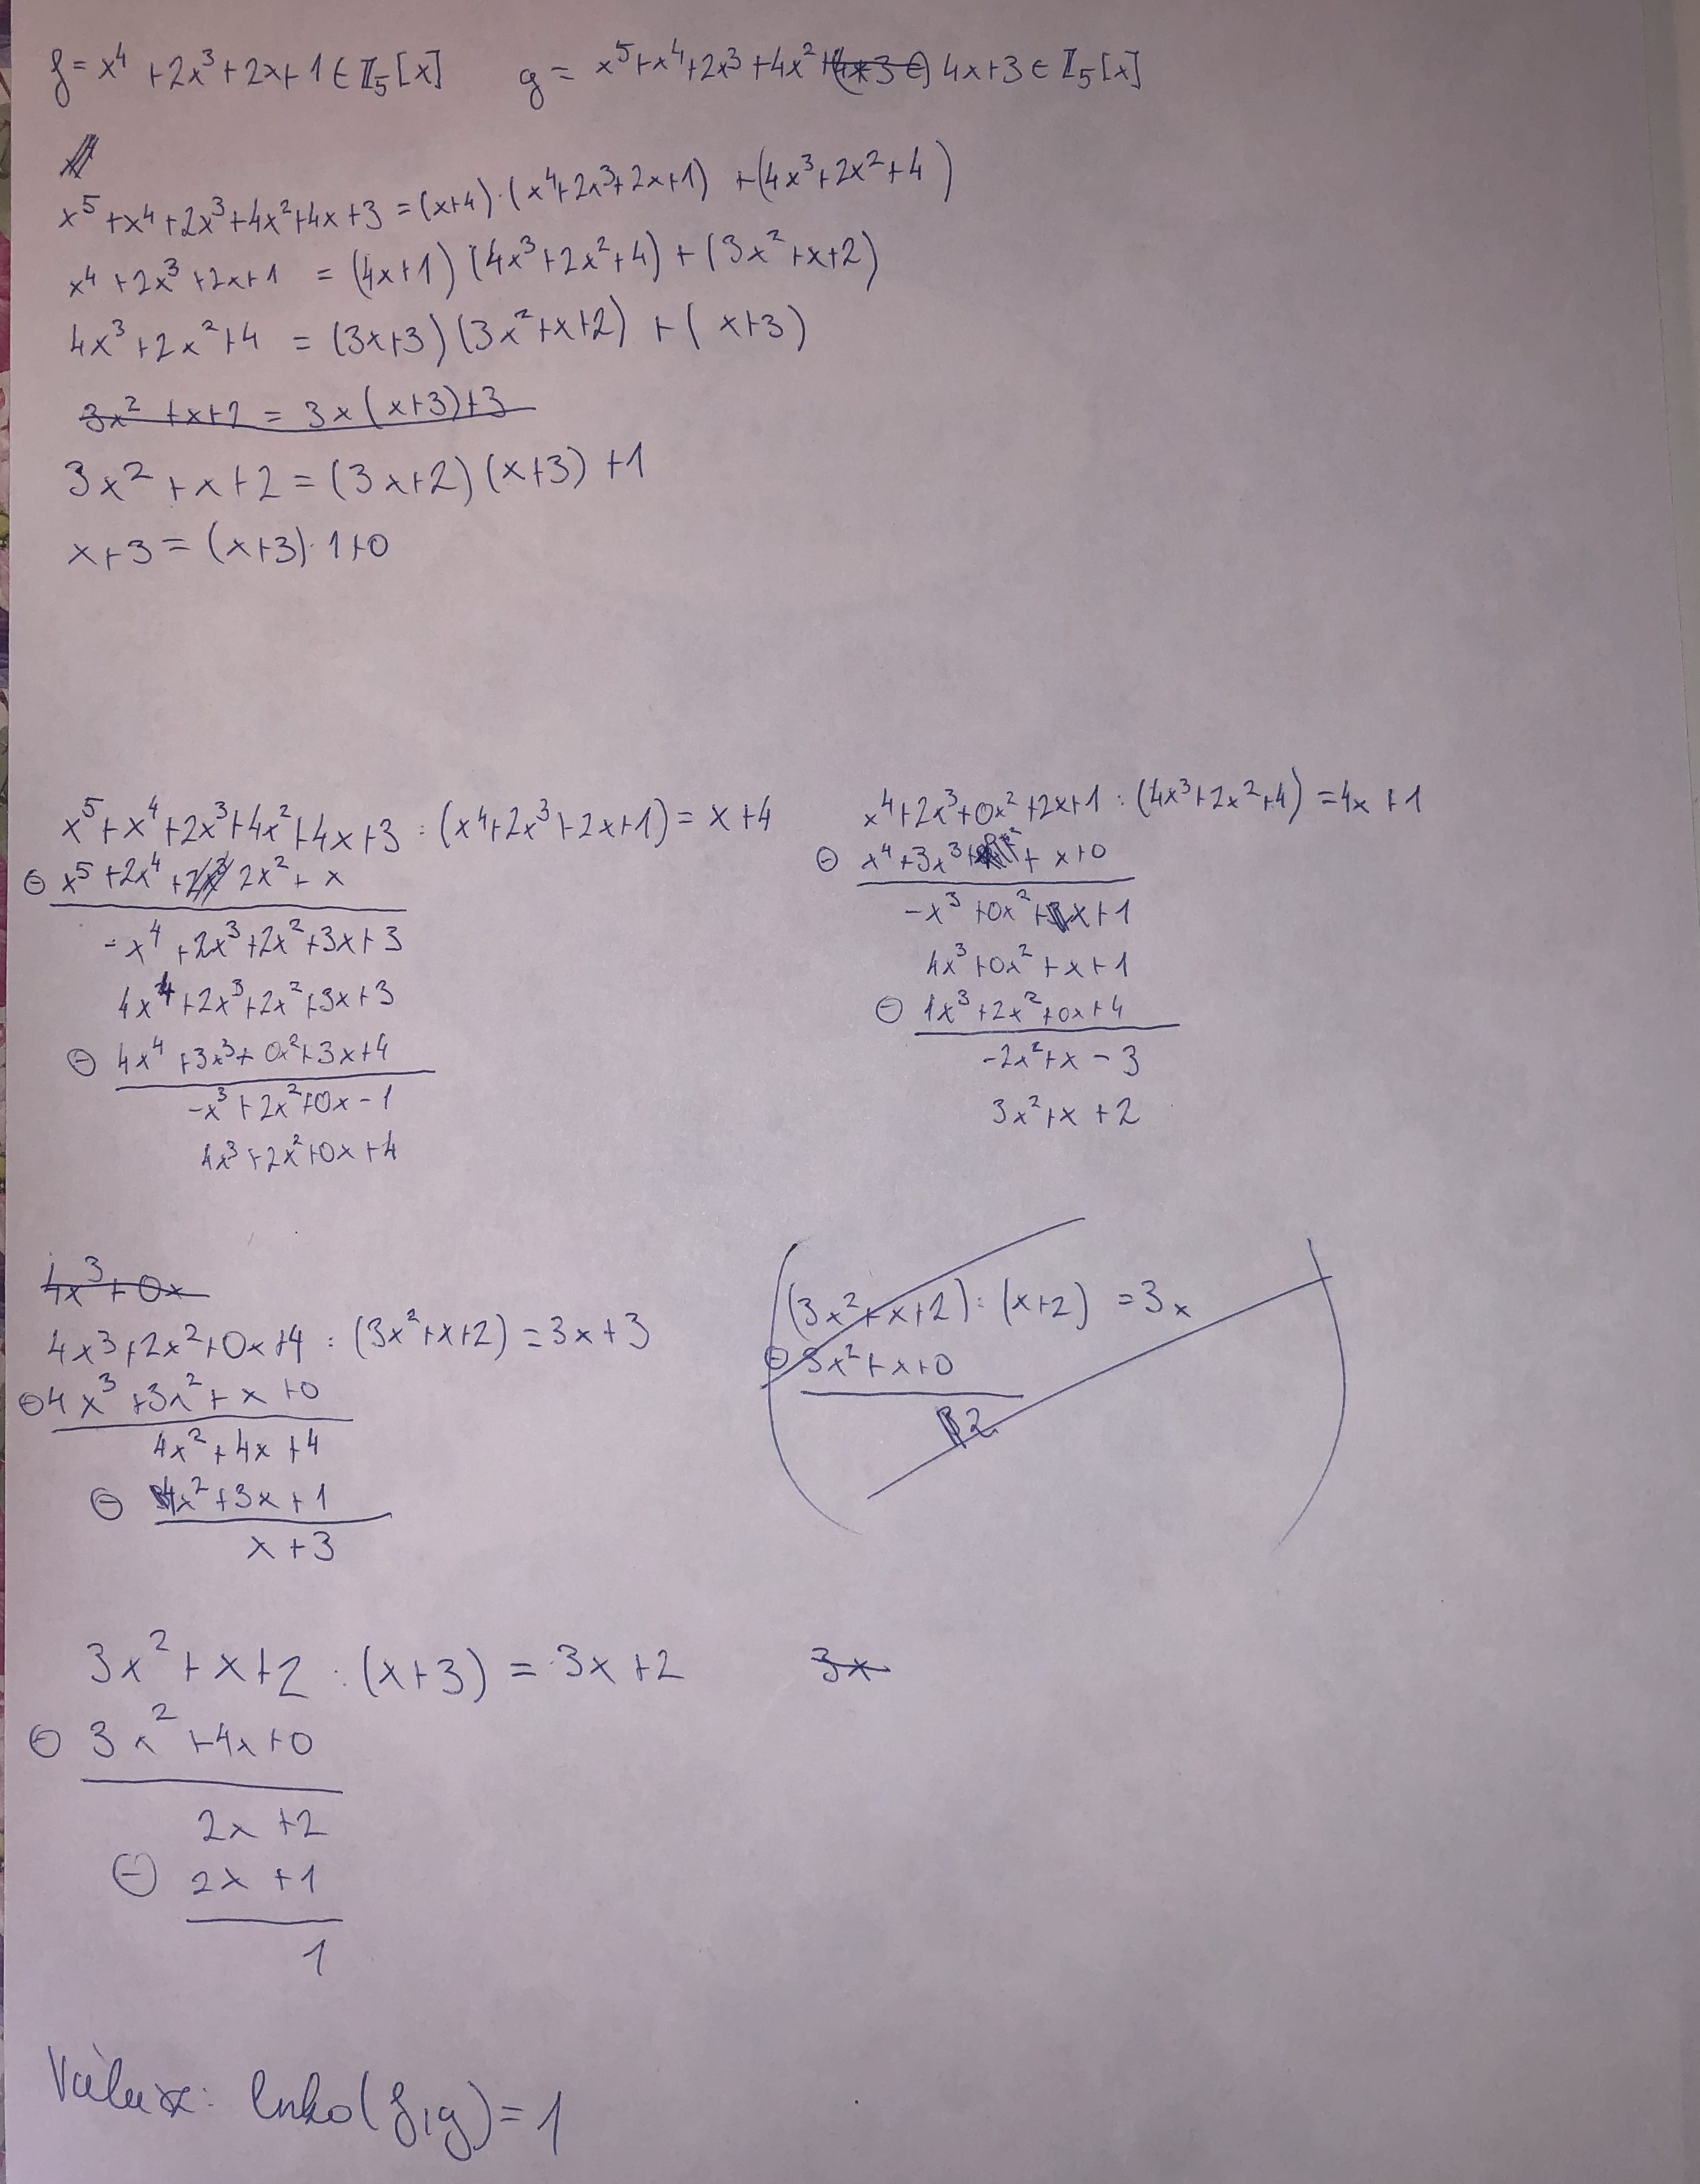 f = x⁴ + 2x³ + 2x + 1 ∈ ℤ₅[x] g = x⁵ + x⁴ + 2x³ + 4x² + 4x + 3 ∈ ℤ₅[x]
x⁵ + x⁴ + 2x³ + 4x² + 4x + 3 = (x+4)·(x⁴ + 2x³ + 2x + 1) + (4x³ + 2x² + 4)
x⁴ + 2x³ + 2x + 1 = (4x+1)(4x³ + 2x² + 4) + (3x² + x + 2)
4x³ + 2x² + 4 = (3x+3)(3x² + x + 2) + (x+3)
3x² + x + 2 = 3x(x+3) + 3
3x² + x + 2 = (3x+2)(x+3) + 1
x + 3 = (x+3)·1 + 0
x⁵ + x⁴ + 2x³ + 4x² + 4x + 3 : (x⁴ + 2x³ + 2x + 1) = x + 4
⊖ x⁵ + 2x⁴ + 2x² + x
-x⁴ + 2x³ + 2x² + 3x + 3
4x⁴ + 2x³ + 2x² + 3x + 3
⊖ 4x⁴ + 3x³ + 0x² + 3x + 4
-x³ + 2x² + 0x - 1
4x³ + 2x² + 0x + 4
x⁴ + 2x³ + 0x² + 2x + 1 : (4x³ + 2x² + 4) = 4x + 1
⊖ x⁴ + 3x³ + x + 0
-x³ + 0x² + x + 1
4x³ + 0x² + x + 1
⊖ 4x³ + 2x² + 0x + 4
-2x² + x - 3
3x² + x + 2
4x³ + 0x
4x³ + 2x² + 0x + 4 : (3x² + x + 2) = 3x + 3
⊖ 4x³ + 3x² + x + 0
4x² + 4x + 4
⊖ 4x² + 3x + 1
x + 3
(3x² + x + 2) : (x+2) = 3x
⊖ 3x² + x + 0
2
3x² + x + 2 : (x+3) = 3x + 2 3x
⊖ 3x² + 4x + 0
2x + 2
⊖ 2x + 1
1
Válasz: lnko(f,g) = 1